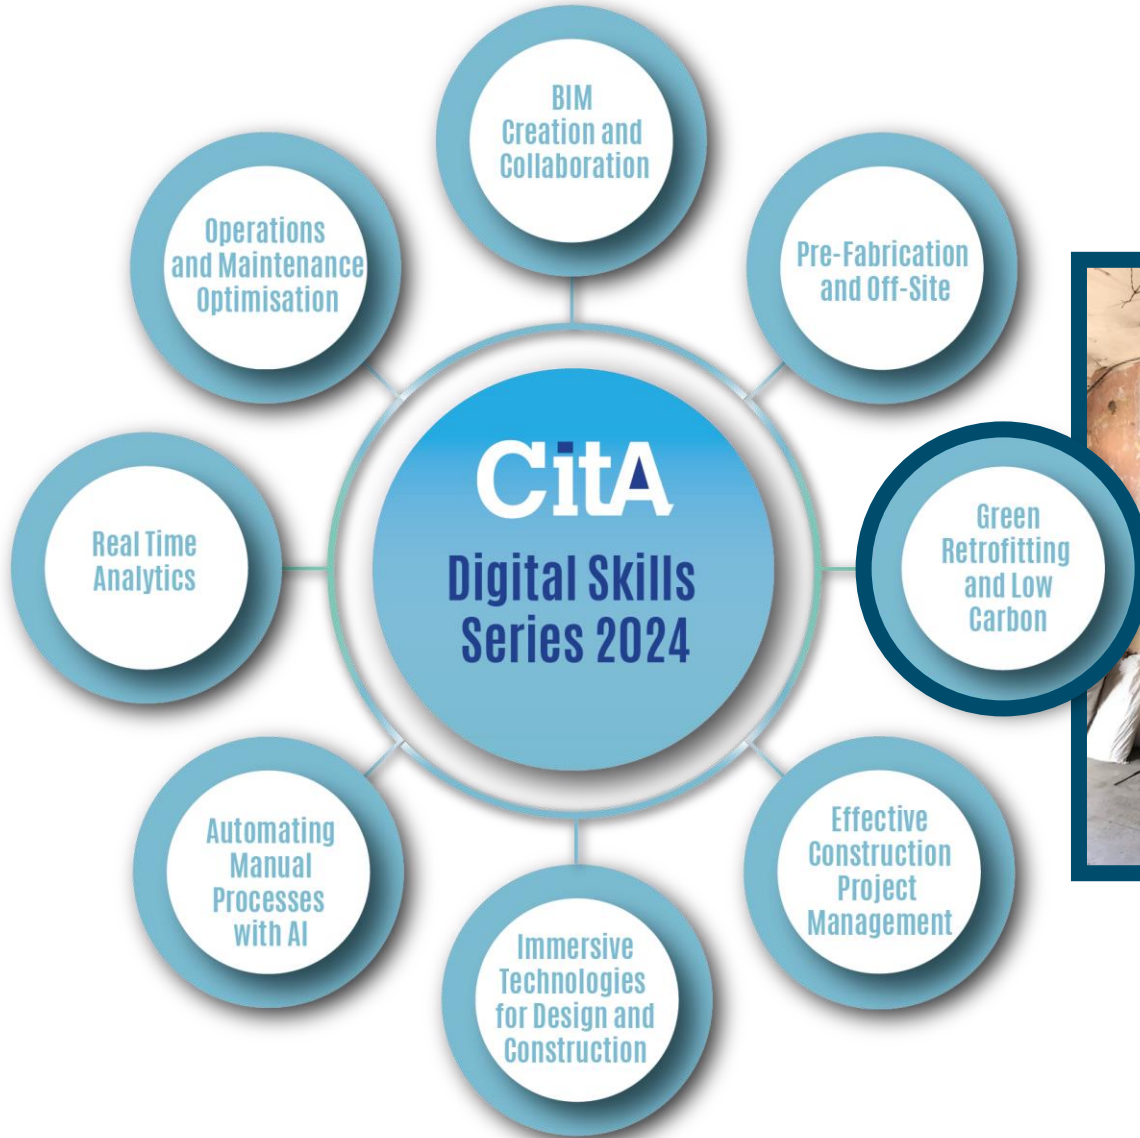 BIM
Creation and
Collaboration
Pre-Fabrication
and Off-Site
Green
Retrofitting
and Low
Carbon
Effective
Construction
Project
Management
Immersive
Technologies
for Design and
Construction
Automating
Manual
Processes
with AI
Real Time
Analytics
Operations
and Maintenance
Optimisation
CitA
Digital Skills
Series 2024